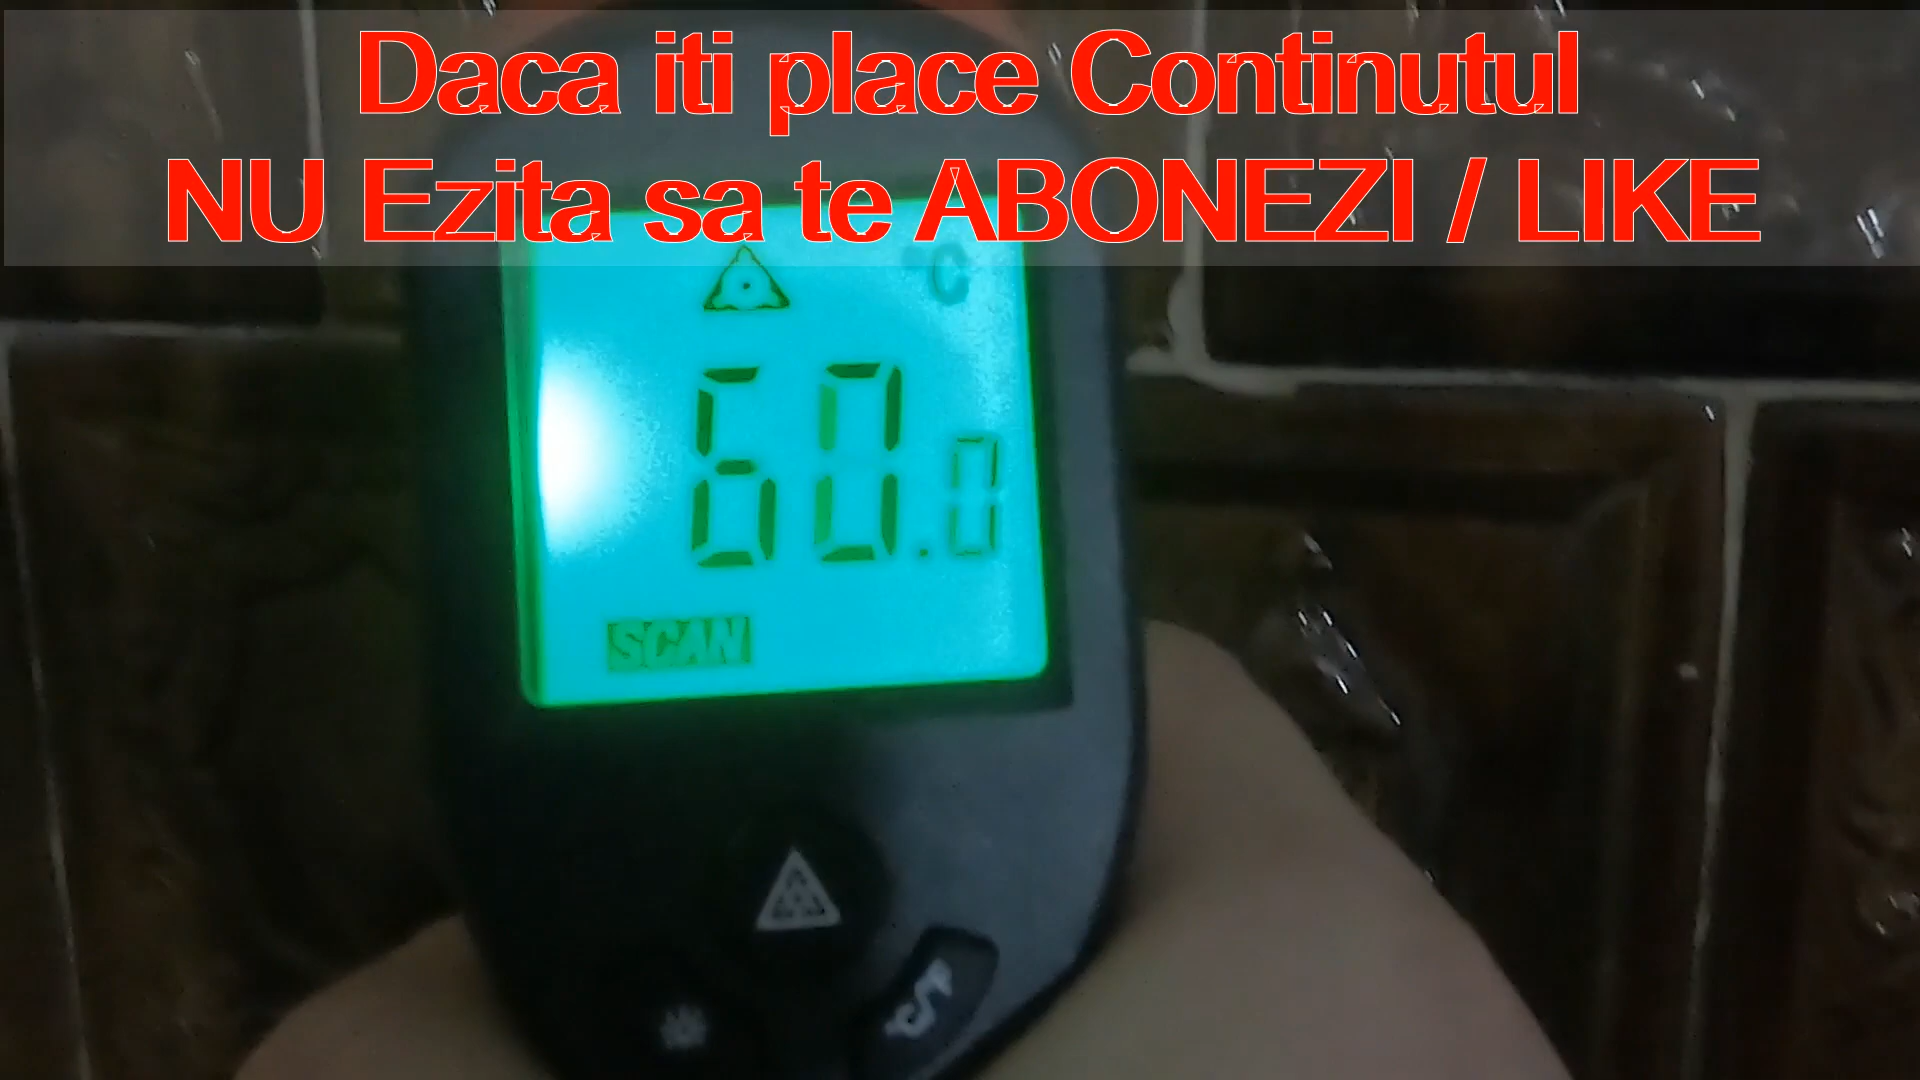 Daca iti place Continutul
NU Ezita sa te ABONEZI / LIKE
°C
60.0
SCAN